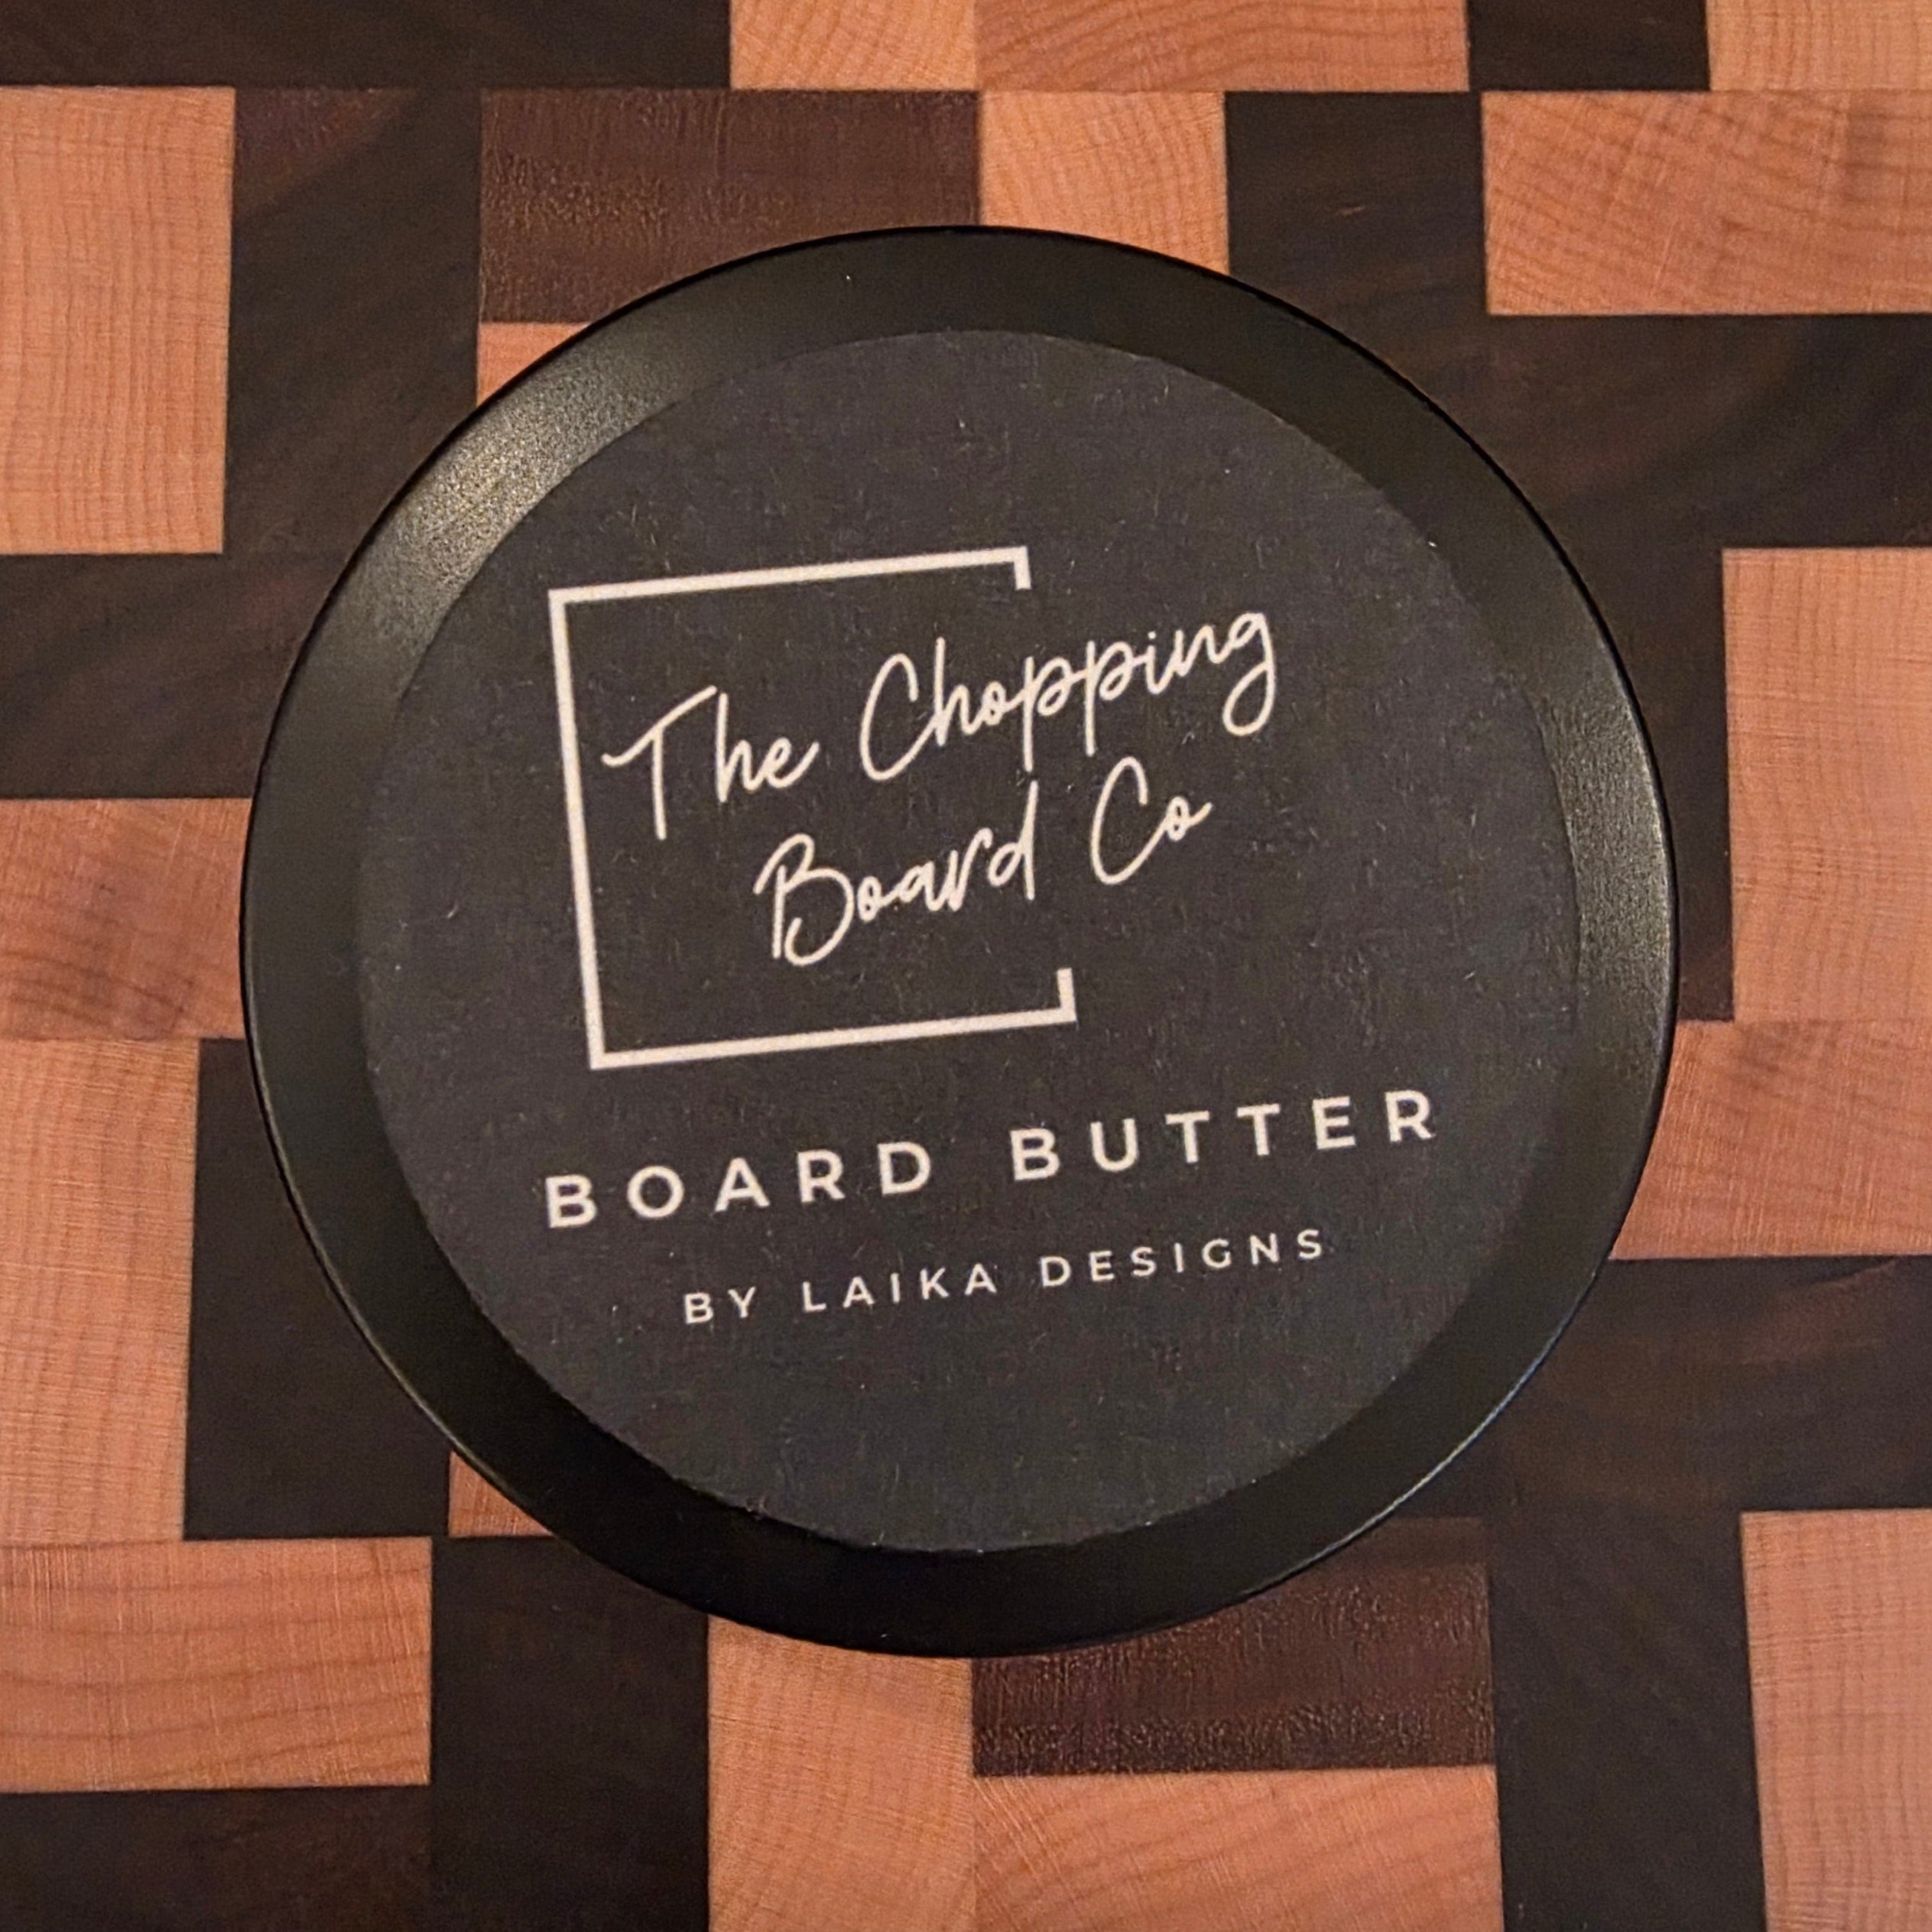 The Chopping
Board Co
BOARD BUTTER
BY LAIKA DESIGNS